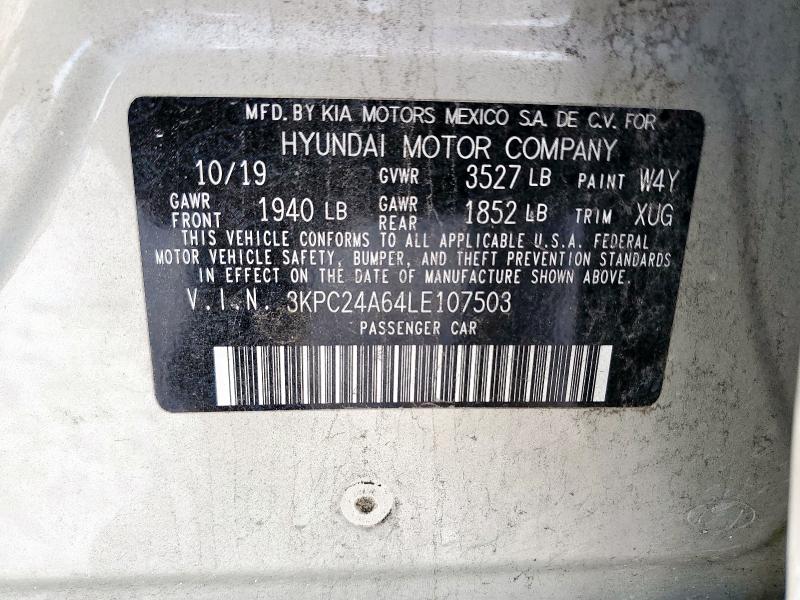 MFD. BY KIA MOTORS MEXICO S.A. DE C.V. FOR
HYUNDAI MOTOR COMPANY
10/19 GVWR 3527 LB PAINT W4Y
GAWR FRONT 1940 LB GAWR REAR 1852 LB TRIM XUG
THIS VEHICLE CONFORMS TO ALL APPLICABLE U.S.A. FEDERAL
MOTOR VEHICLE SAFETY, BUMPER, AND THEFT PREVENTION STANDARDS
IN EFFECT ON THE DATE OF MANUFACTURE SHOWN ABOVE.
V.I.N. 3KPC24A64LE107503
PASSENGER CAR